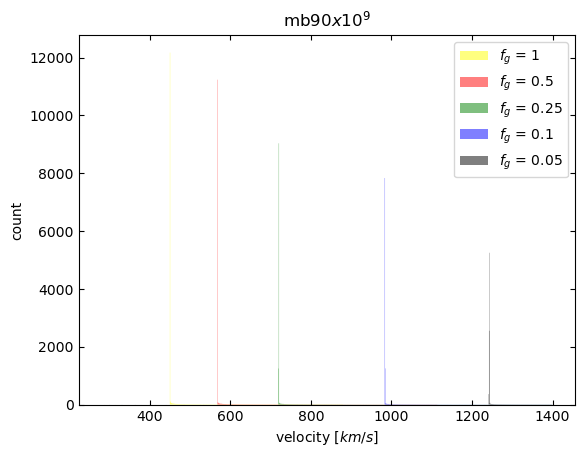 mb90x10^9
f_g = 1
f_g = 0.5
f_g = 0.25
f_g = 0.1
f_g = 0.05
12000
10000
8000
6000
4000
2000
0
count
400 600 800 1000 1200 1400
velocity [km/s]